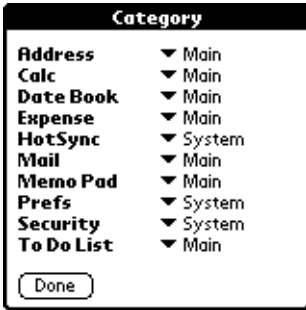 Category
Address Main
Calc Main
Date Book Main
Expense Main
HotSync System
Mail Main
Memo Pad Main
Prefs System
Security System
To Do List Main
Done